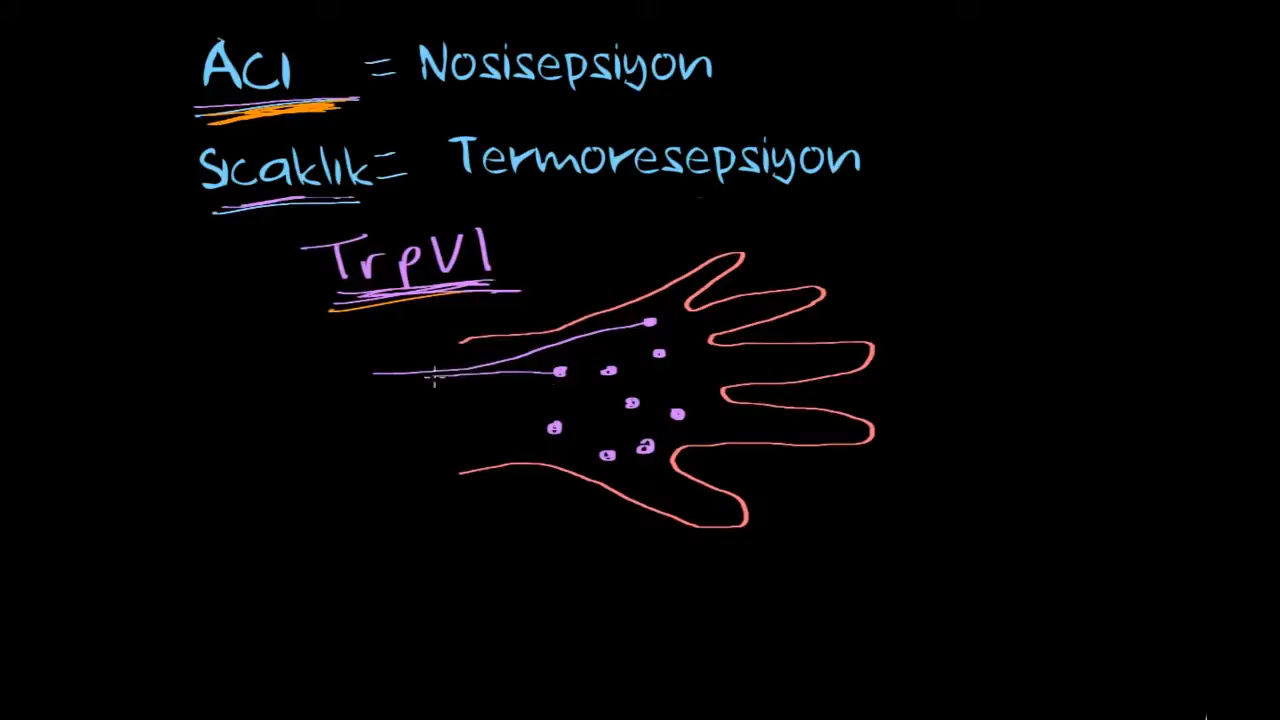 Acı = Nosisepsiyon
Sıcaklık = Termoresepsiyon
TrpV1